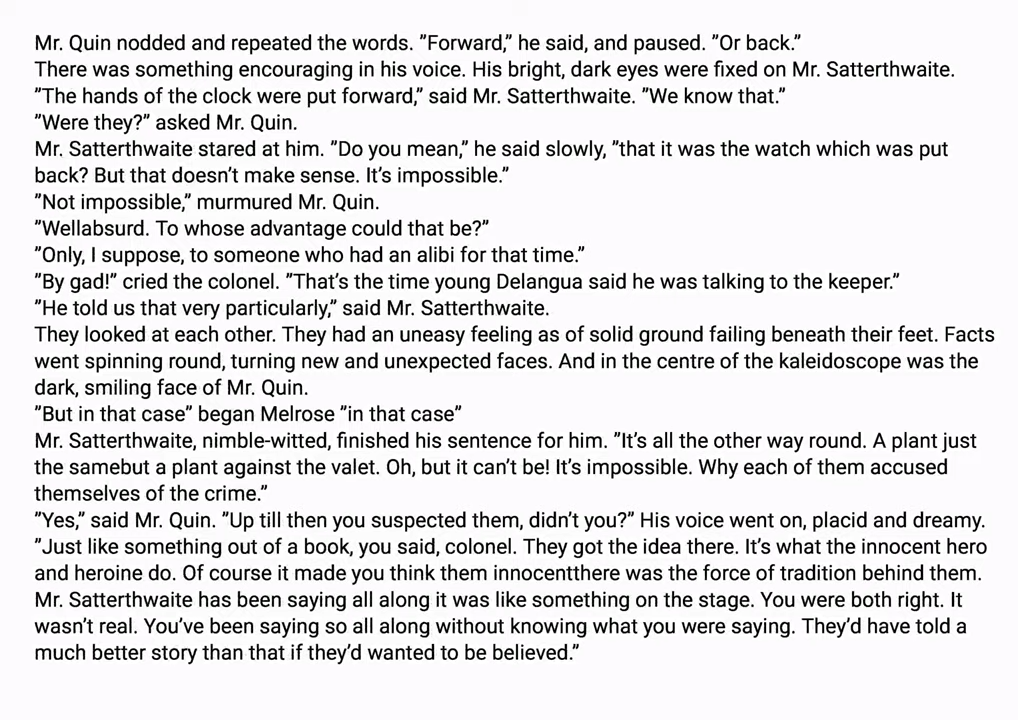 Mr. Quin nodded and repeated the words. ”Forward,” he said, and paused. ”Or back.”
There was something encouraging in his voice. His bright, dark eyes were fixed on Mr. Satterthwaite.
”The hands of the clock were put forward,” said Mr. Satterthwaite. ”We know that.”
”Were they?” asked Mr. Quin.
Mr. Satterthwaite stared at him. ”Do you mean,” he said slowly, ”that it was the watch which was put
back? But that doesn’t make sense. It’s impossible.”
”Not impossible,” murmured Mr. Quin.
”Wellabsurd. To whose advantage could that be?”
”Only, I suppose, to someone who had an alibi for that time.”
”By gad!” cried the colonel. ”That’s the time young Delangua said he was talking to the keeper.”
”He told us that very particularly,” said Mr. Satterthwaite.
They looked at each other. They had an uneasy feeling as of solid ground failing beneath their feet. Facts
went spinning round, turning new and unexpected faces. And in the centre of the kaleidoscope was the
dark, smiling face of Mr. Quin.
”But in that case” began Melrose ”in that case”
Mr. Satterthwaite, nimble-witted, finished his sentence for him. ”It’s all the other way round. A plant just
the samebut a plant against the valet. Oh, but it can’t be! It’s impossible. Why each of them accused
themselves of the crime.”
”Yes,” said Mr. Quin. ”Up till then you suspected them, didn’t you?” His voice went on, placid and dreamy.
”Just like something out of a book, you said, colonel. They got the idea there. It’s what the innocent hero
and heroine do. Of course it made you think them innocentthere was the force of tradition behind them.
Mr. Satterthwaite has been saying all along it was like something on the stage. You were both right. It
wasn’t real. You’ve been saying so all along without knowing what you were saying. They’d have told a
much better story than that if they’d wanted to be believed.”